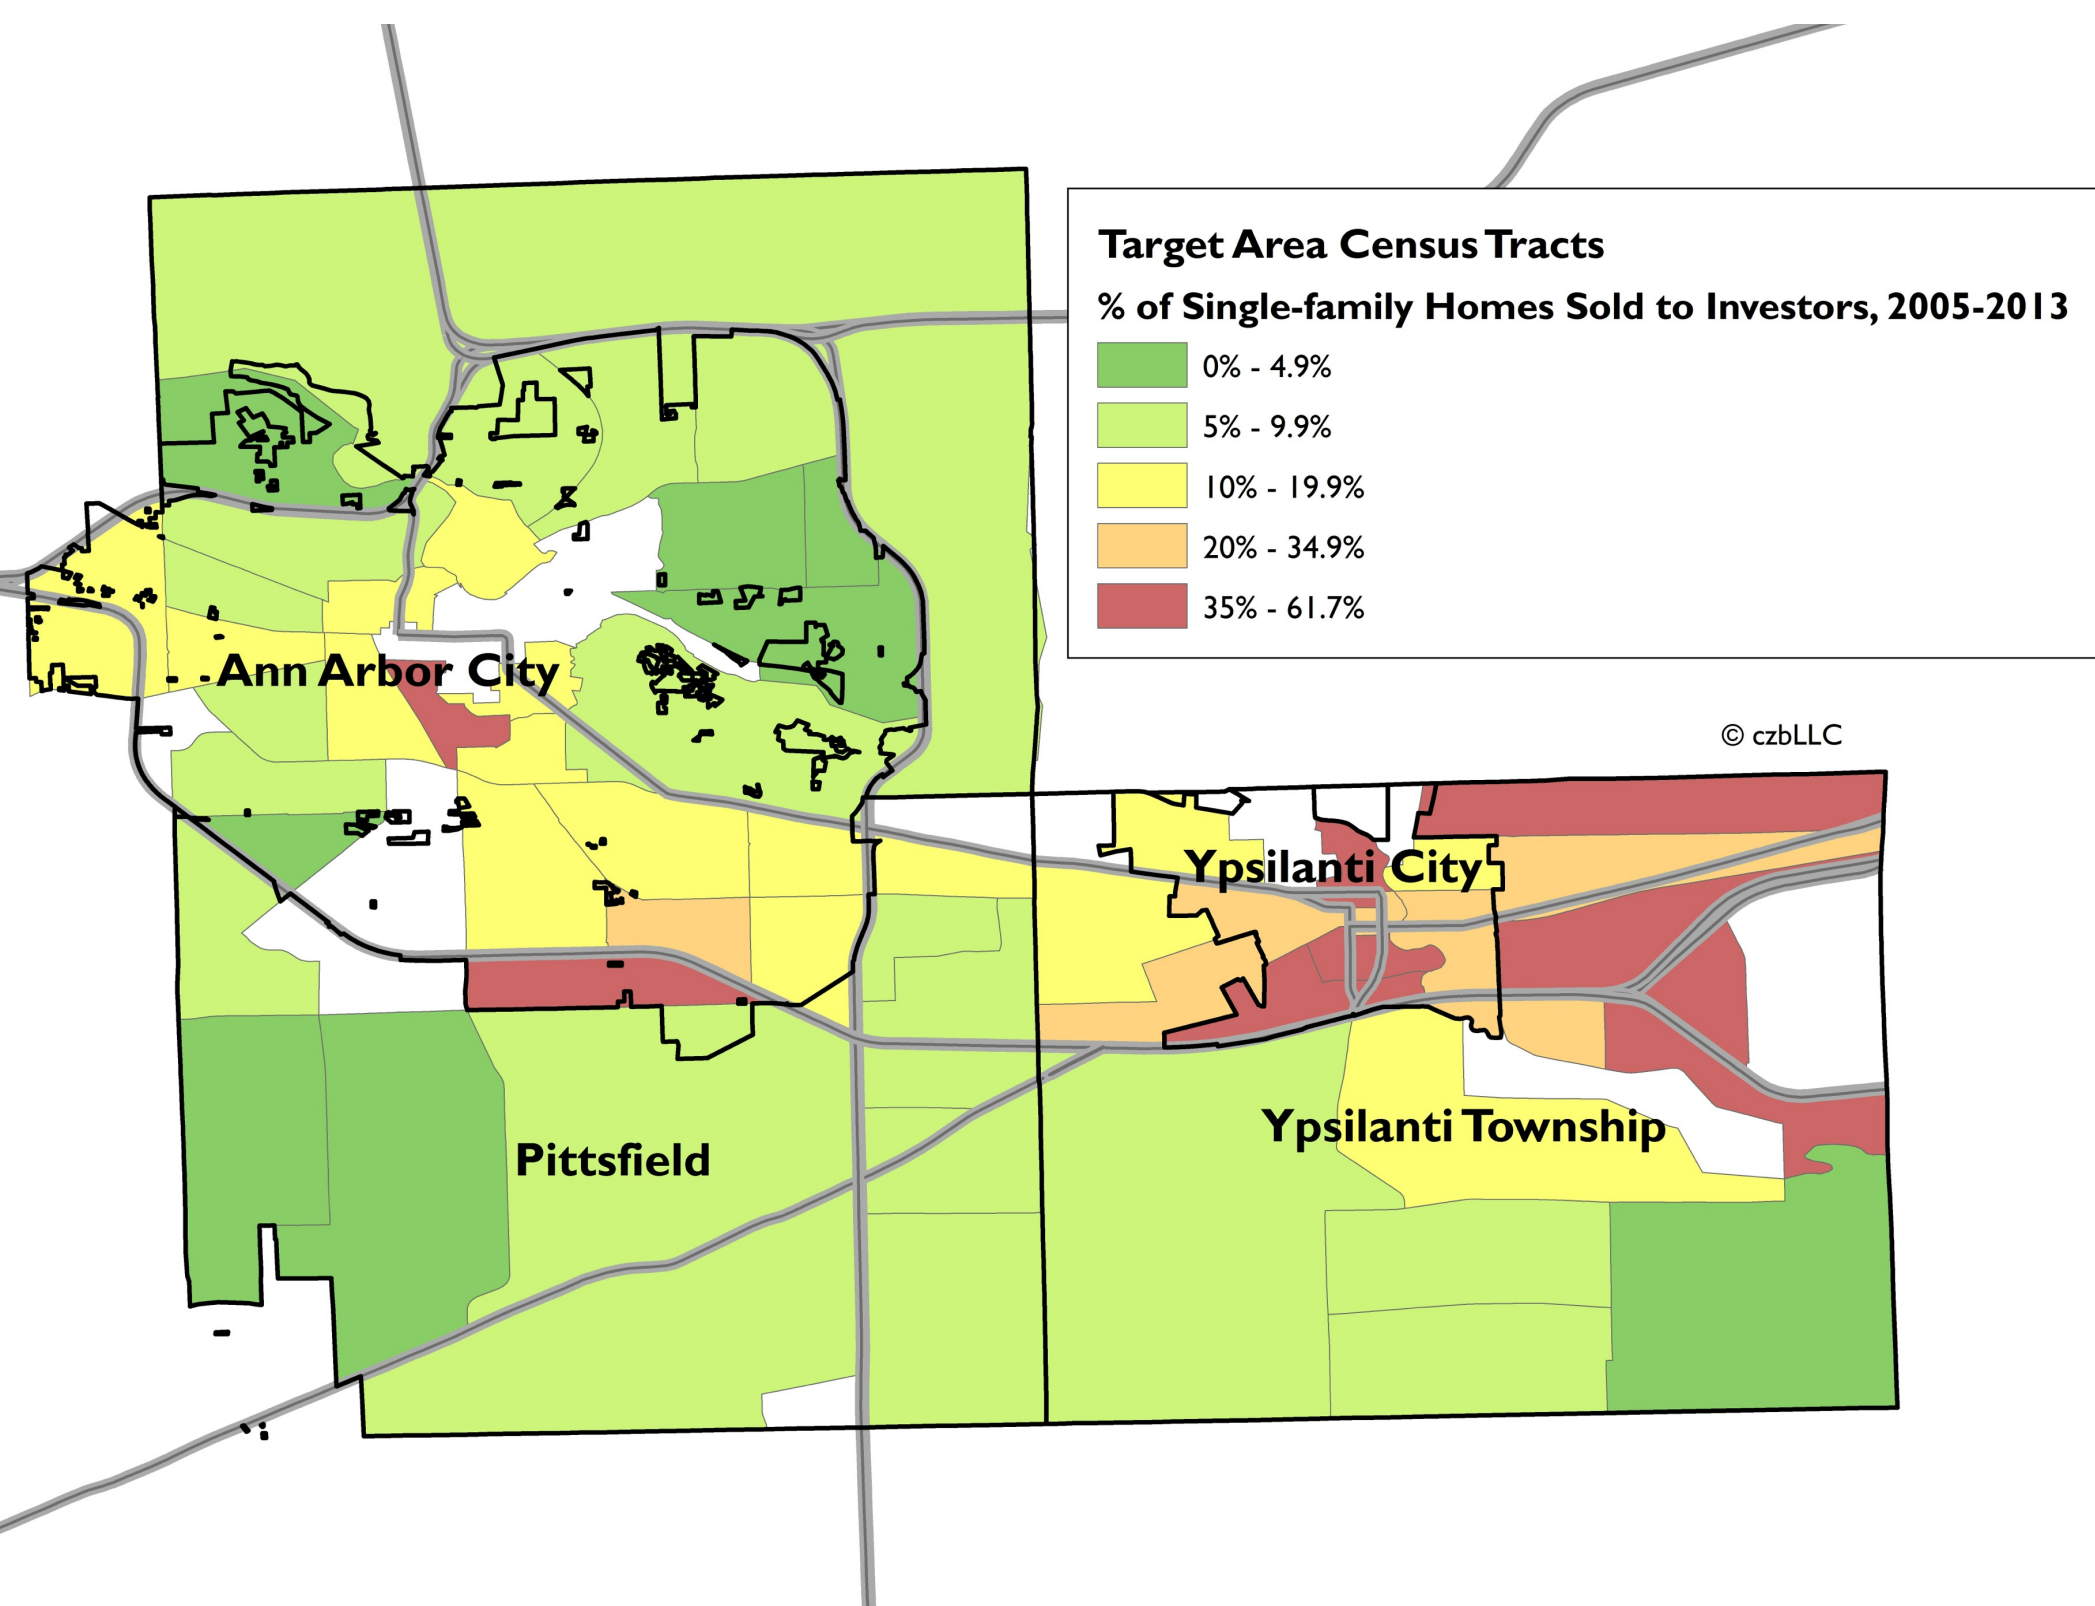 Target Area Census Tracts
% of Single-family Homes Sold to Investors, 2005-2013
0% - 4.9%
5% - 9.9%
10% - 19.9%
20% - 34.9%
35% - 61.7%
Ann Arbor City
© czbLLC
Ypsilanti City
Ypsilanti Township
Pittsfield